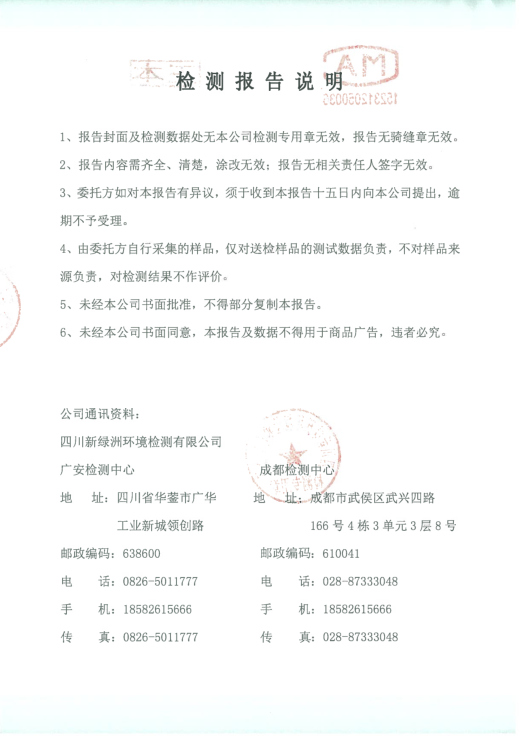 检测报告说明
1、报告封面及检测数据处无本公司检测专用章无效，报告无骑缝章无效。
2、报告内容需齐全、清楚，涂改无效；报告无相关责任人签字无效。
3、委托方如对本报告有异议，须于收到本报告十五日内向本公司提出，逾
期不予受理。
4、由委托方自行采集的样品，仅对送检样品的测试数据负责，不对样品来
源负责，对检测结果不作评价。
5、未经本公司书面批准，不得部分复制本报告。
6、未经本公司书面同意，本报告及数据不得用于商品广告，违者必究。
公司通讯资料：
四川新绿洲环境检测有限公司
广安检测中心 成都检测中心
地 址：四川省华蓥市广华 地 址：成都市武侯区武兴四路
工业新城领创路 166 号 4 栋 3 单元 3 层 8 号
邮政编码：638600 邮政编码：610041
电 话：0826-5011777 电 话：028-87333048
手 机：18582615666 手 机：18582615666
传 真：0826-5011777 传 真：028-87333048